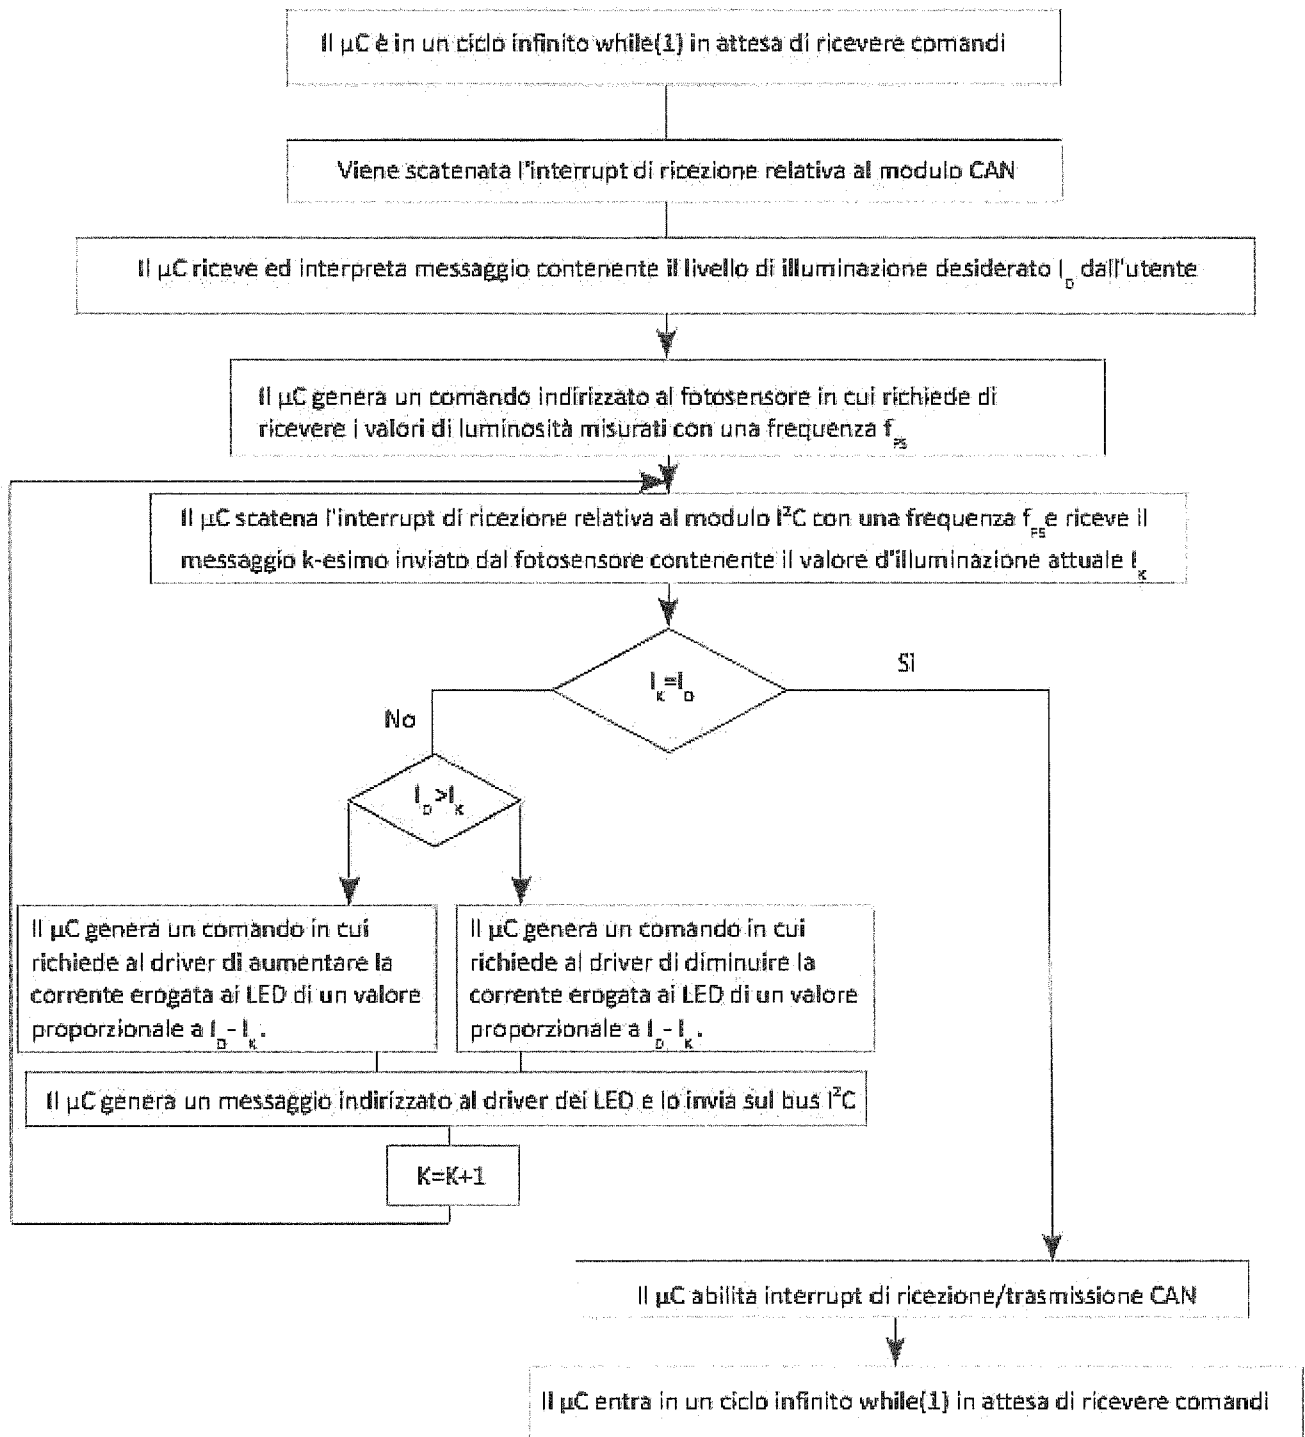 Il µC è in un ciclo infinito while(1) in attesa di ricevere comandi
Viene scatenata l'interrupt di ricezione relativa al modulo CAN
Il µC riceve ed interpreta messaggio contenente il livello di illuminazione desiderato I_D dall'utente
Il µC genera un comando indirizzato al fotosensore in cui richiede di
ricevere i valori di luminosità misurati con una frequenza f_FS
Il µC scatena l'interrupt di ricezione relativa al modulo I²C con una frequenza f_FS e riceve il
messaggio k-esimo inviato dal fotosensore contenente il valore d'illuminazione attuale I_K
I_K=I_D
Sì
No
I_D>I_K
Il µC genera un comando in cui
richiede al driver di aumentare la
corrente erogata ai LED di un valore
proporzionale a I_D-I_K.
Il µC genera un comando in cui
richiede al driver di diminuire la
corrente erogata ai LED di un valore
proporzionale a I_D-I_K.
Il µC genera un messaggio indirizzato al driver dei LED e lo invia sul bus I²C
K=K+1
Il µC abilita interrupt di ricezione/trasmissione CAN
Il µC entra in un ciclo infinito while(1) in attesa di ricevere comandi